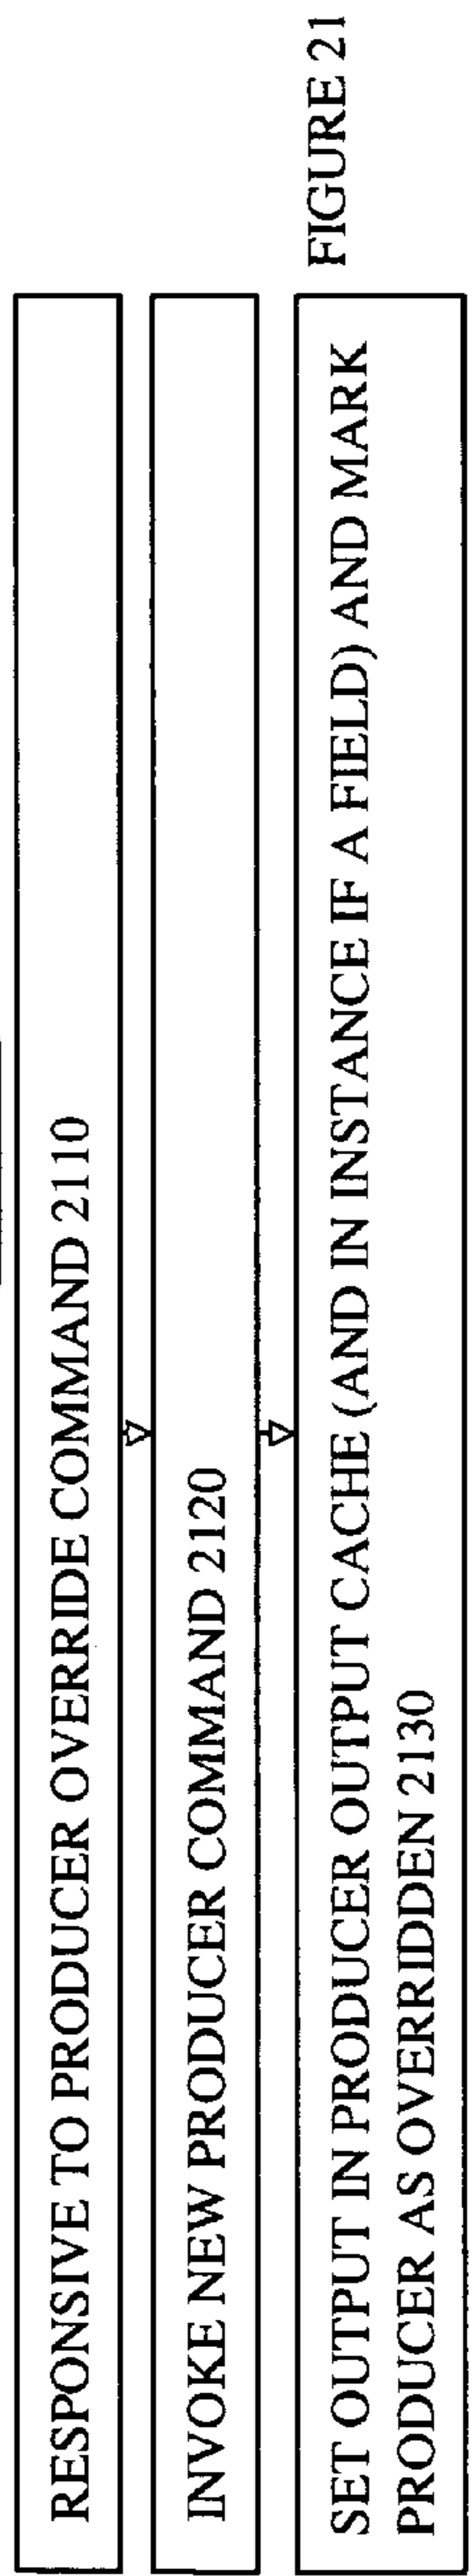 RESPONSIVE TO PRODUCER OVERRIDE COMMAND 2110
INVOKE NEW PRODUCER COMMAND 2120
SET OUTPUT IN PRODUCER OUTPUT CACHE (AND IN INSTANCE IF A FIELD) AND MARK
PRODUCER AS OVERRIDDEN 2130
FIGURE 21